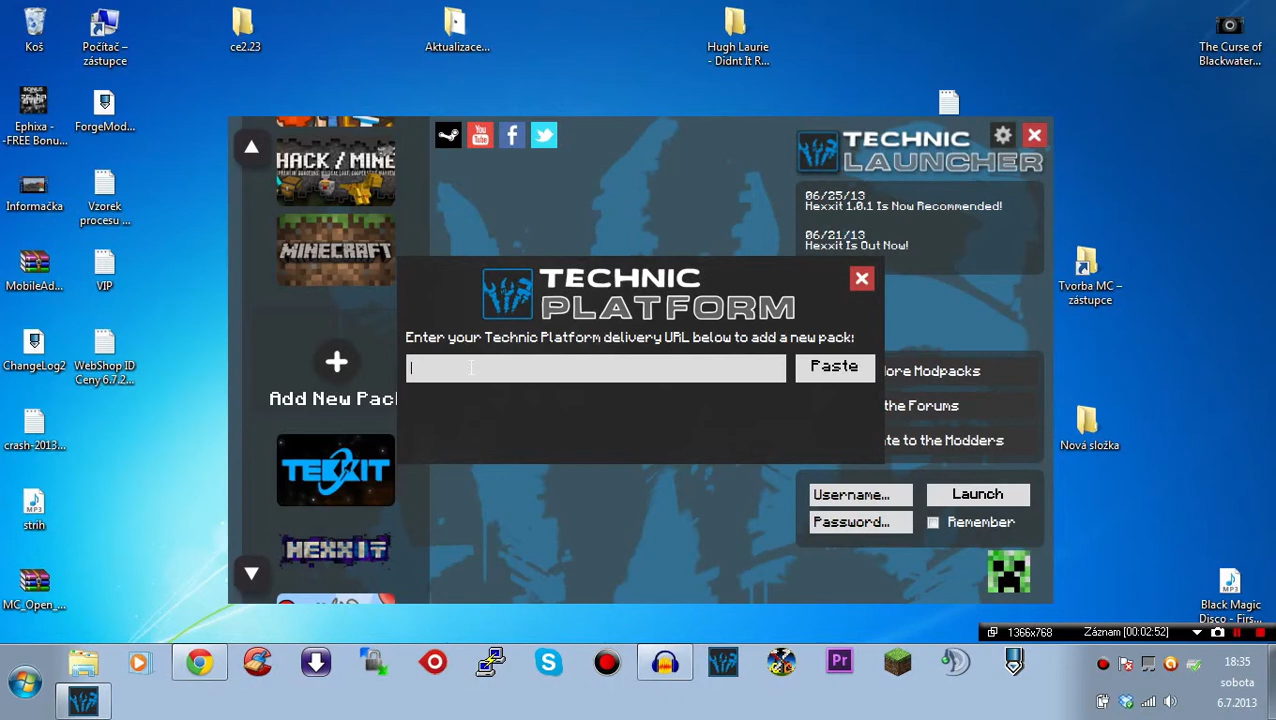 Koš
Počítač –
zástupce
ce2.23
Aktualizace...
Hugh Laurie
- Didnt It R...
The Curse of
Blackwater...
Ephixa -
-FREE Bonu...
ForgeMod...
Informačka
Vzorek
procesu ...
MobileAd...
VIP
ChangeLog2
WebShop ID
Ceny 6.7.2...
crash-2013...
strih
MC_Open_...
HACK/MINE
MINECRAFT
Add New Pack
TEKKIT
HEXXIT
You
Tube
TECHNIC
LAUNCHER
06/25/13
Hexxit 1.0.1 Is Now Recommended!
06/21/13
Hexxit Is Out Now!
TECHNIC
PLATFORM
Enter your Technic Platform delivery URL below to add a new pack:
Paste
ore Modpacks
the Forums
ate to the Modders
Username...
Launch
Password...
Remember
Tvorba MC –
zástupce
Nová složka
Black Magic
Disco - Firs...
1366x768
Záznam [00:02:52]
Pr
18:35
sobota
6.7.2013